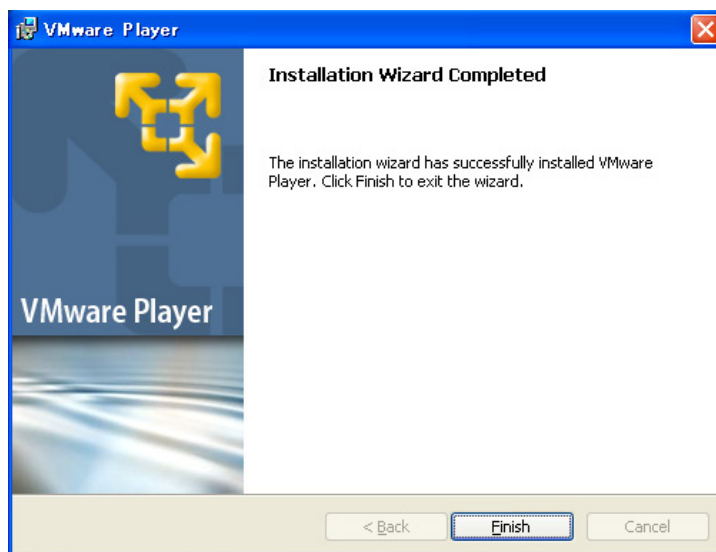 VMware Player
Installation Wizard Completed
The installation wizard has successfully installed VMware
Player. Click Finish to exit the wizard.
VMware Player
< Back
Finish
Cancel